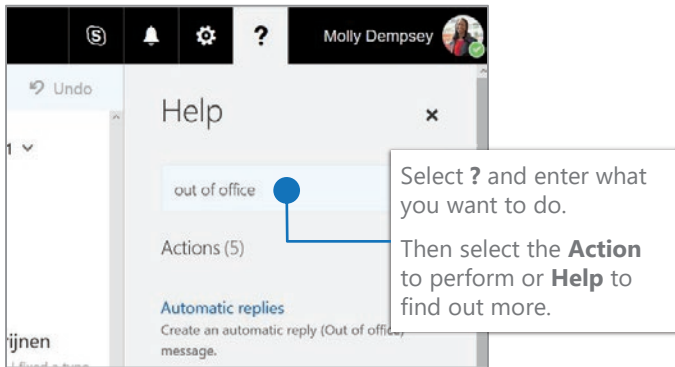 ? Molly Dempsey
Undo
Help ×
1
out of office
Actions (5)
Automatic replies
Create an automatic reply (Out of office)
message.
rijnen
Select ? and enter what
you want to do.
Then select the Action
to perform or Help to
find out more.